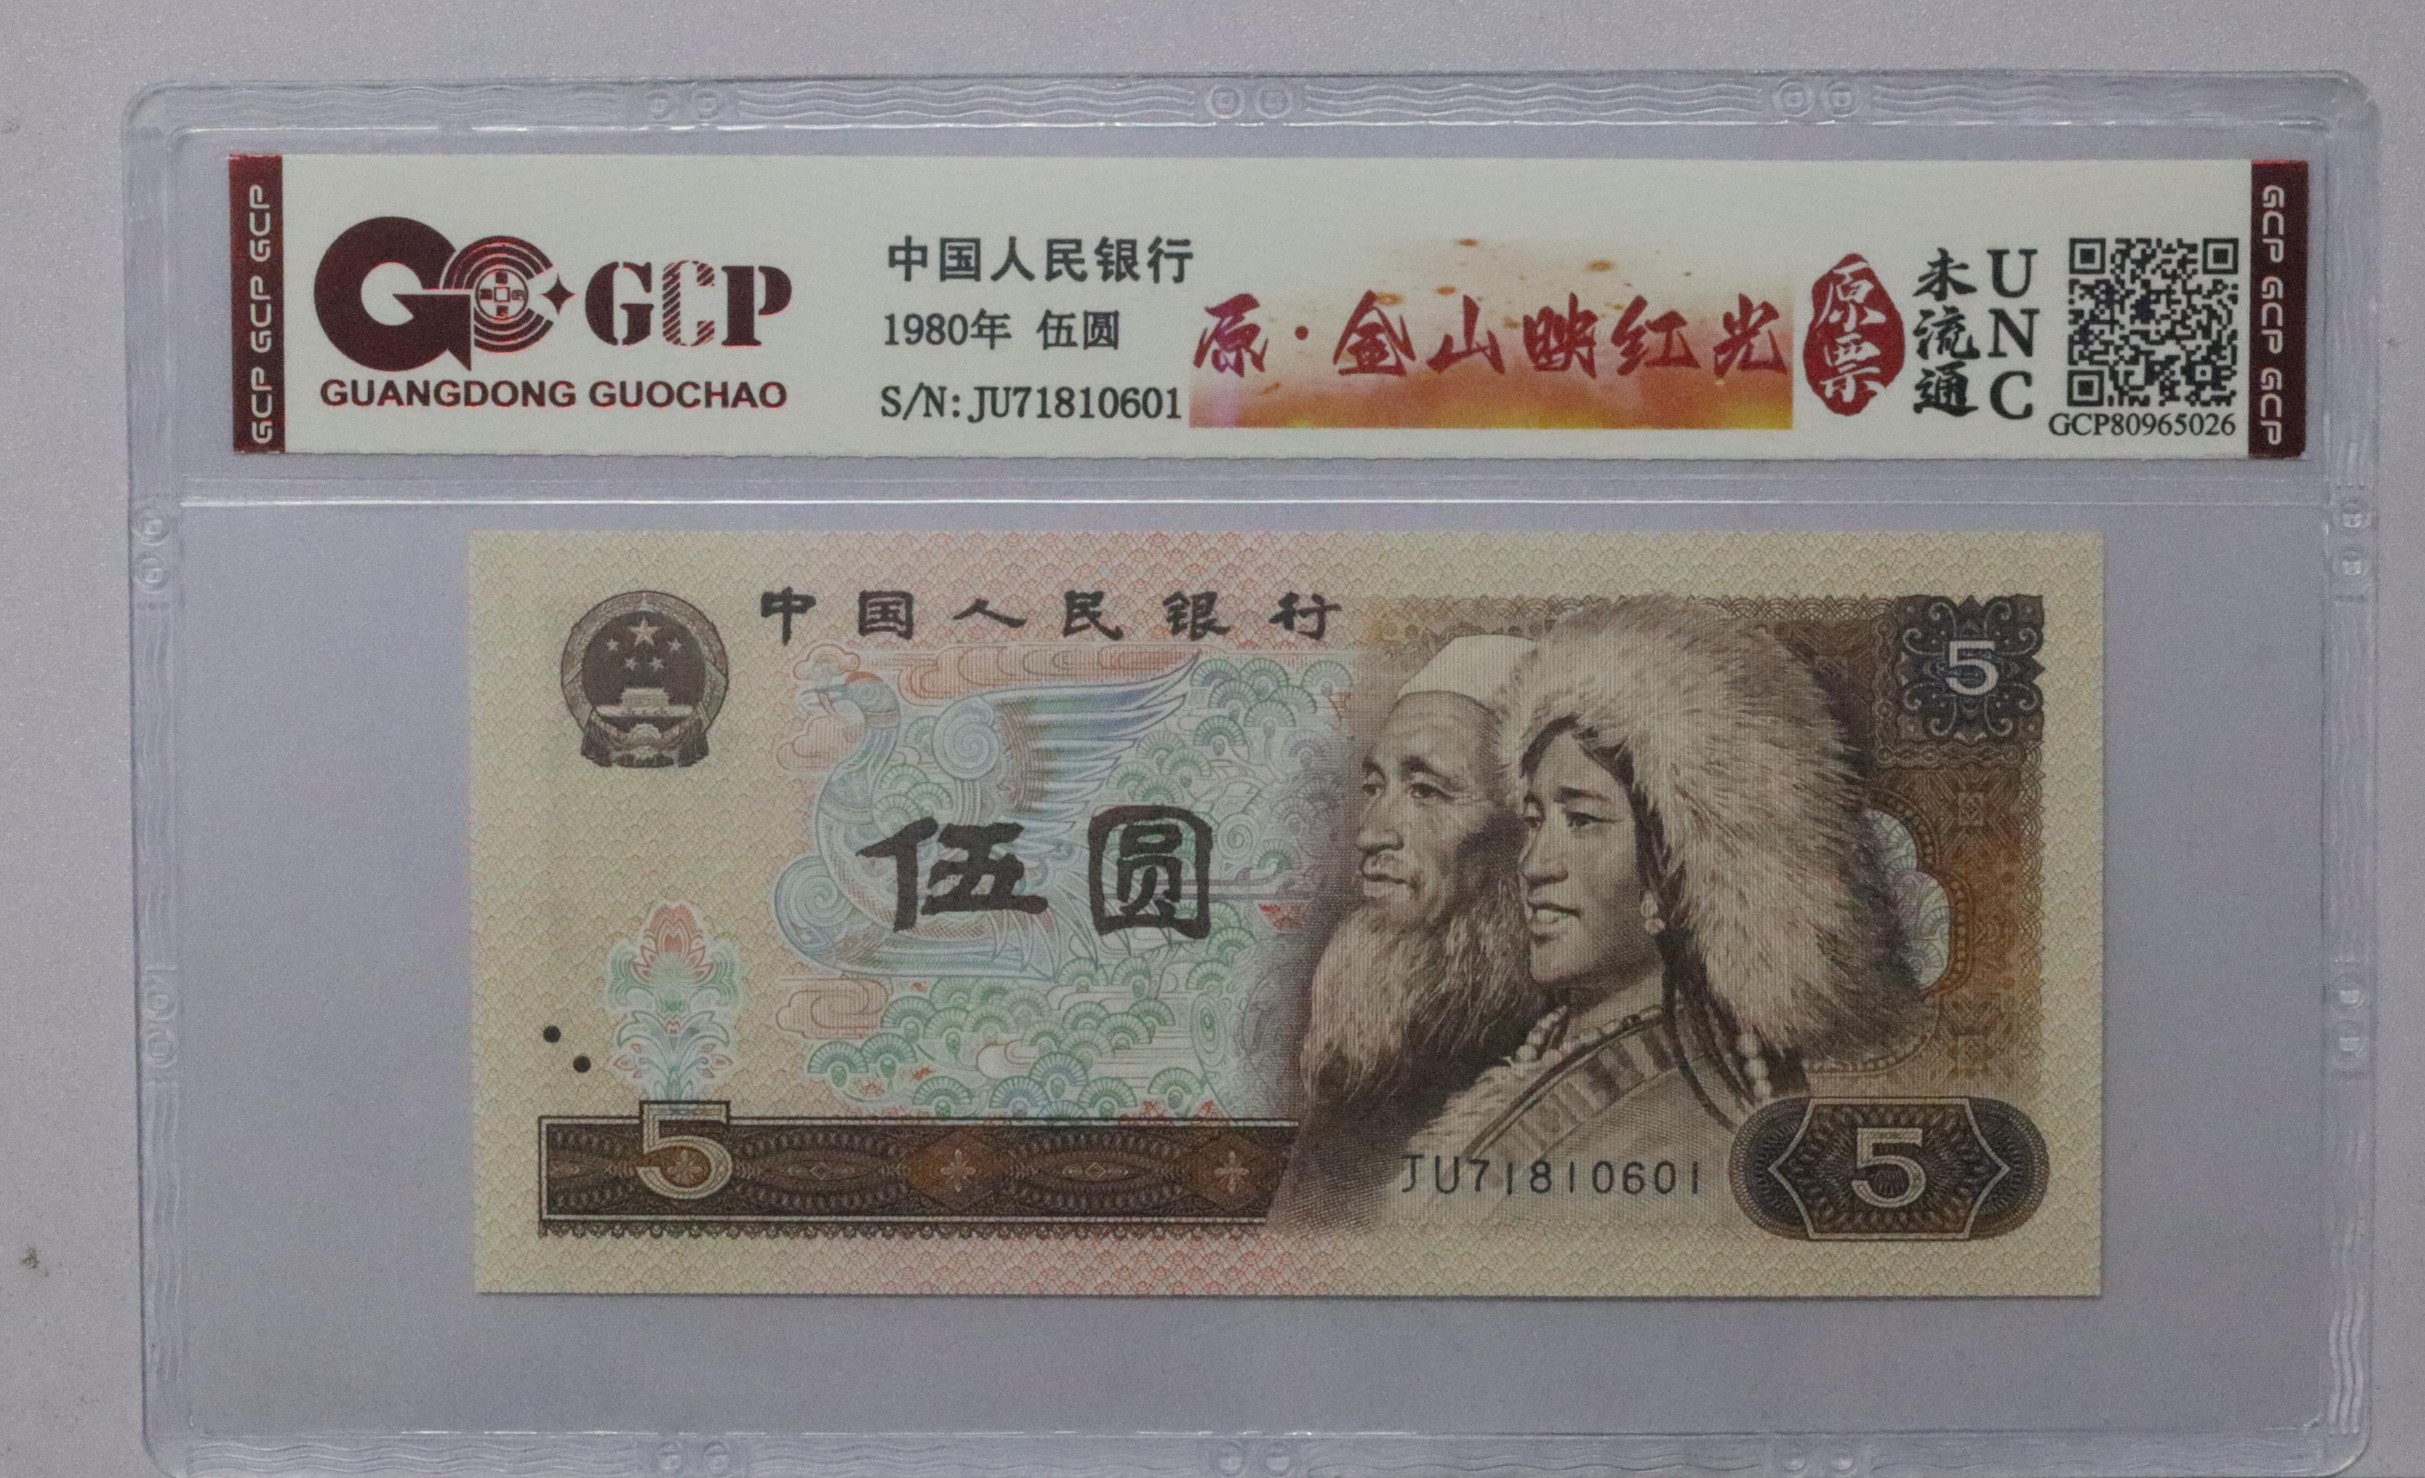 GCP GCP GCP
GCP
GUANGDONG GUOCHAO
中国人民银行
1980年 伍圆
S/N: JU71810601
原·金山映红光
原票
未流通
UNC
GCP80965026
GCP GCP GCP
中国人民银行
5
伍圆
5
JU71810601
5